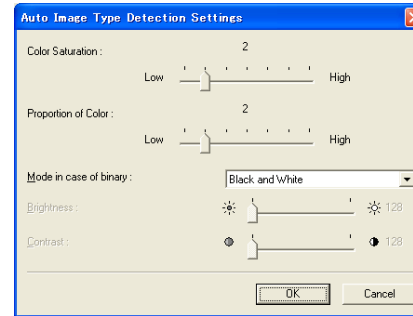 Auto Image Type Detection Settings
Color Saturation :
2
Low
High
Proportion of Color :
2
Low
High
Mode in case of binary :
Black and White
Brightness :
128
Contrast :
128
OK
Cancel